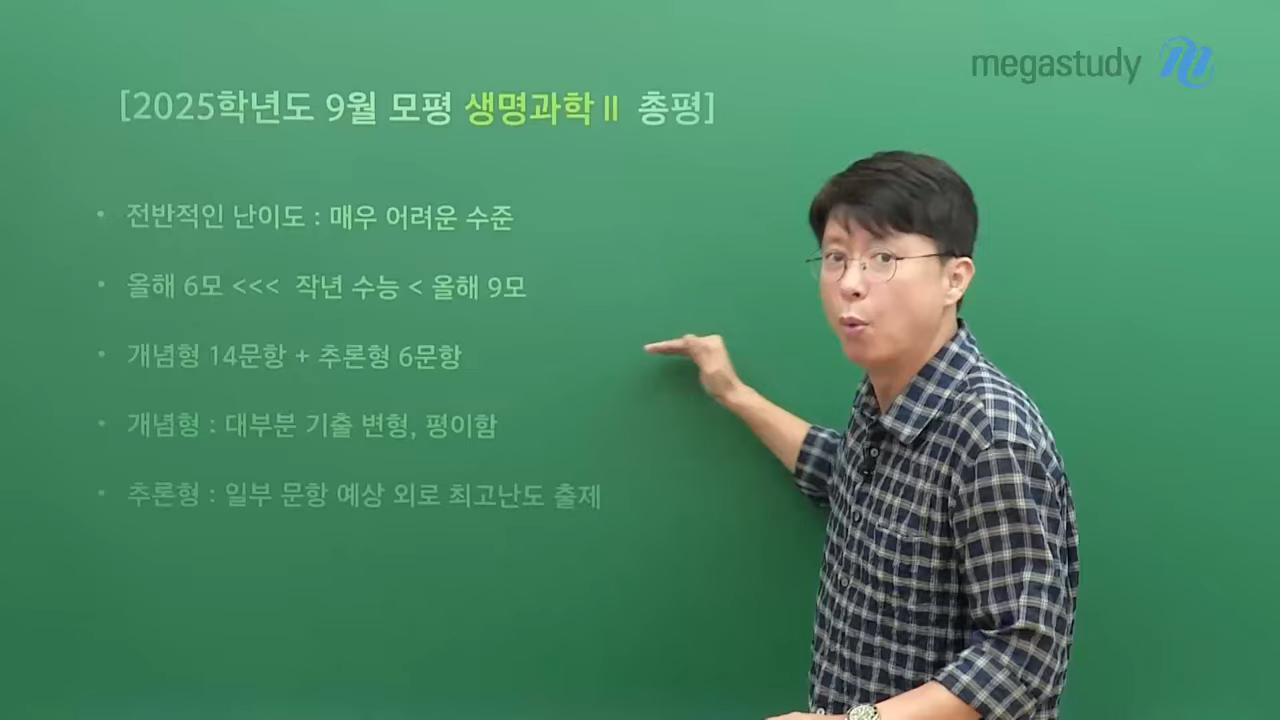 megastudy
[2025학년도 9월 모평 생명과학Ⅱ 총평]
• 전반적인 난이도 : 매우 어려운 수준
• 올해 6모 <<< 작년 수능 < 올해 9모
• 개념형 14문항 + 추론형 6문항
• 개념형 : 대부분 기출 변형, 평이함
• 추론형 : 일부 문항 예상 외로 최고난도 출제